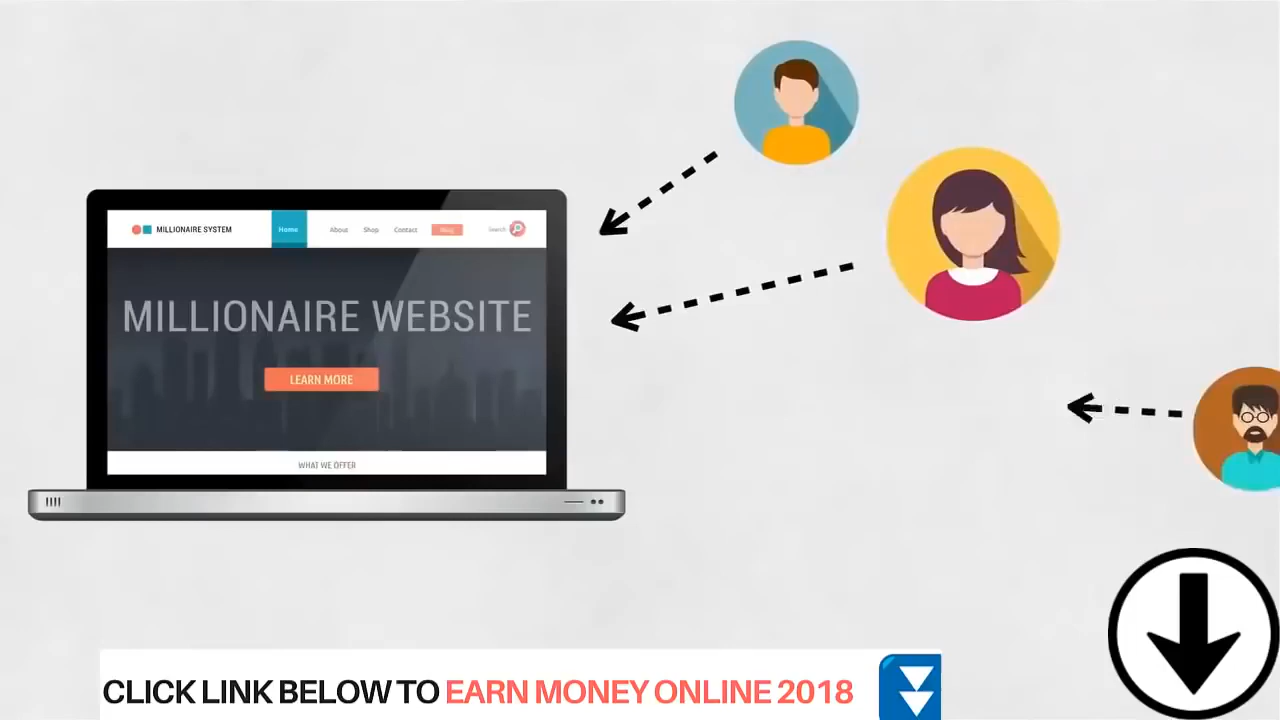 MILLIONAIRE SYSTEM
Home
About
Shop
Contact
Blog
Search
MILLIONAIRE WEBSITE
LEARN MORE
WHAT WE OFFER
CLICK LINK BELOW TO EARN MONEY ONLINE 2018